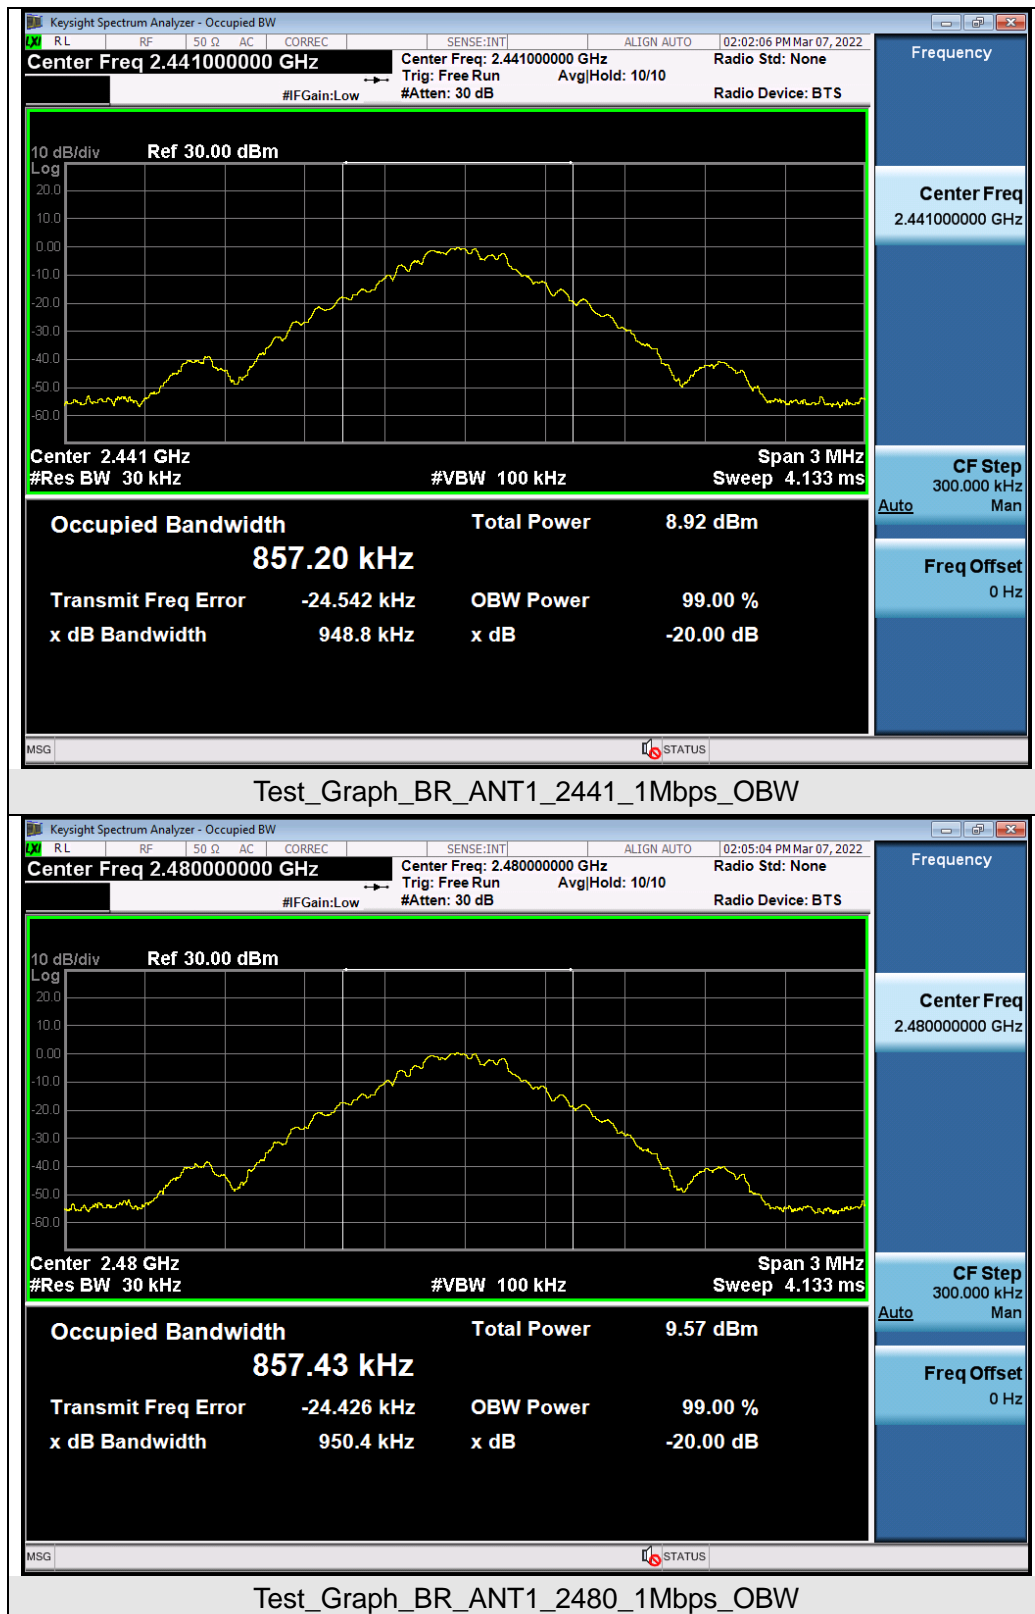 Keysight Spectrum Analyzer - Occupied BW
LXI RL RF 50 Ω AC CORREC SENSE:INT ALIGN AUTO 02:02:06 PM Mar 07, 2022
Center Freq 2.441000000 GHz
Center Freq: 2.441000000 GHz Radio Std: None
Trig: Free Run Avg|Hold: 10/10
#IFGain:Low #Atten: 30 dB Radio Device: BTS
Frequency
10 dB/div Ref 30.00 dBm
Log
20.0
10.0
0.00
-10.0
-20.0
-30.0
-40.0
-50.0
-60.0
Center 2.441 GHz Span 3 MHz
#Res BW 30 kHz #VBW 100 kHz Sweep 4.133 ms
Center Freq
2.441000000 GHz
CF Step
300.000 kHz
Auto Man
Freq Offset
0 Hz
Occupied Bandwidth Total Power 8.92 dBm
857.20 kHz
Transmit Freq Error -24.542 kHz OBW Power 99.00 %
x dB Bandwidth 948.8 kHz x dB -20.00 dB
MSG STATUS
Test_Graph_BR_ANT1_2441_1Mbps_OBW
Keysight Spectrum Analyzer - Occupied BW
LXI RL RF 50 Ω AC CORREC SENSE:INT ALIGN AUTO 02:05:04 PM Mar 07, 2022
Center Freq 2.480000000 GHz
Center Freq: 2.480000000 GHz Radio Std: None
Trig: Free Run Avg|Hold: 10/10
#IFGain:Low #Atten: 30 dB Radio Device: BTS
Frequency
10 dB/div Ref 30.00 dBm
Log
20.0
10.0
0.00
-10.0
-20.0
-30.0
-40.0
-50.0
-60.0
Center 2.48 GHz Span 3 MHz
#Res BW 30 kHz #VBW 100 kHz Sweep 4.133 ms
Center Freq
2.480000000 GHz
CF Step
300.000 kHz
Auto Man
Freq Offset
0 Hz
Occupied Bandwidth Total Power 9.57 dBm
857.43 kHz
Transmit Freq Error -24.426 kHz OBW Power 99.00 %
x dB Bandwidth 950.4 kHz x dB -20.00 dB
MSG STATUS
Test_Graph_BR_ANT1_2480_1Mbps_OBW